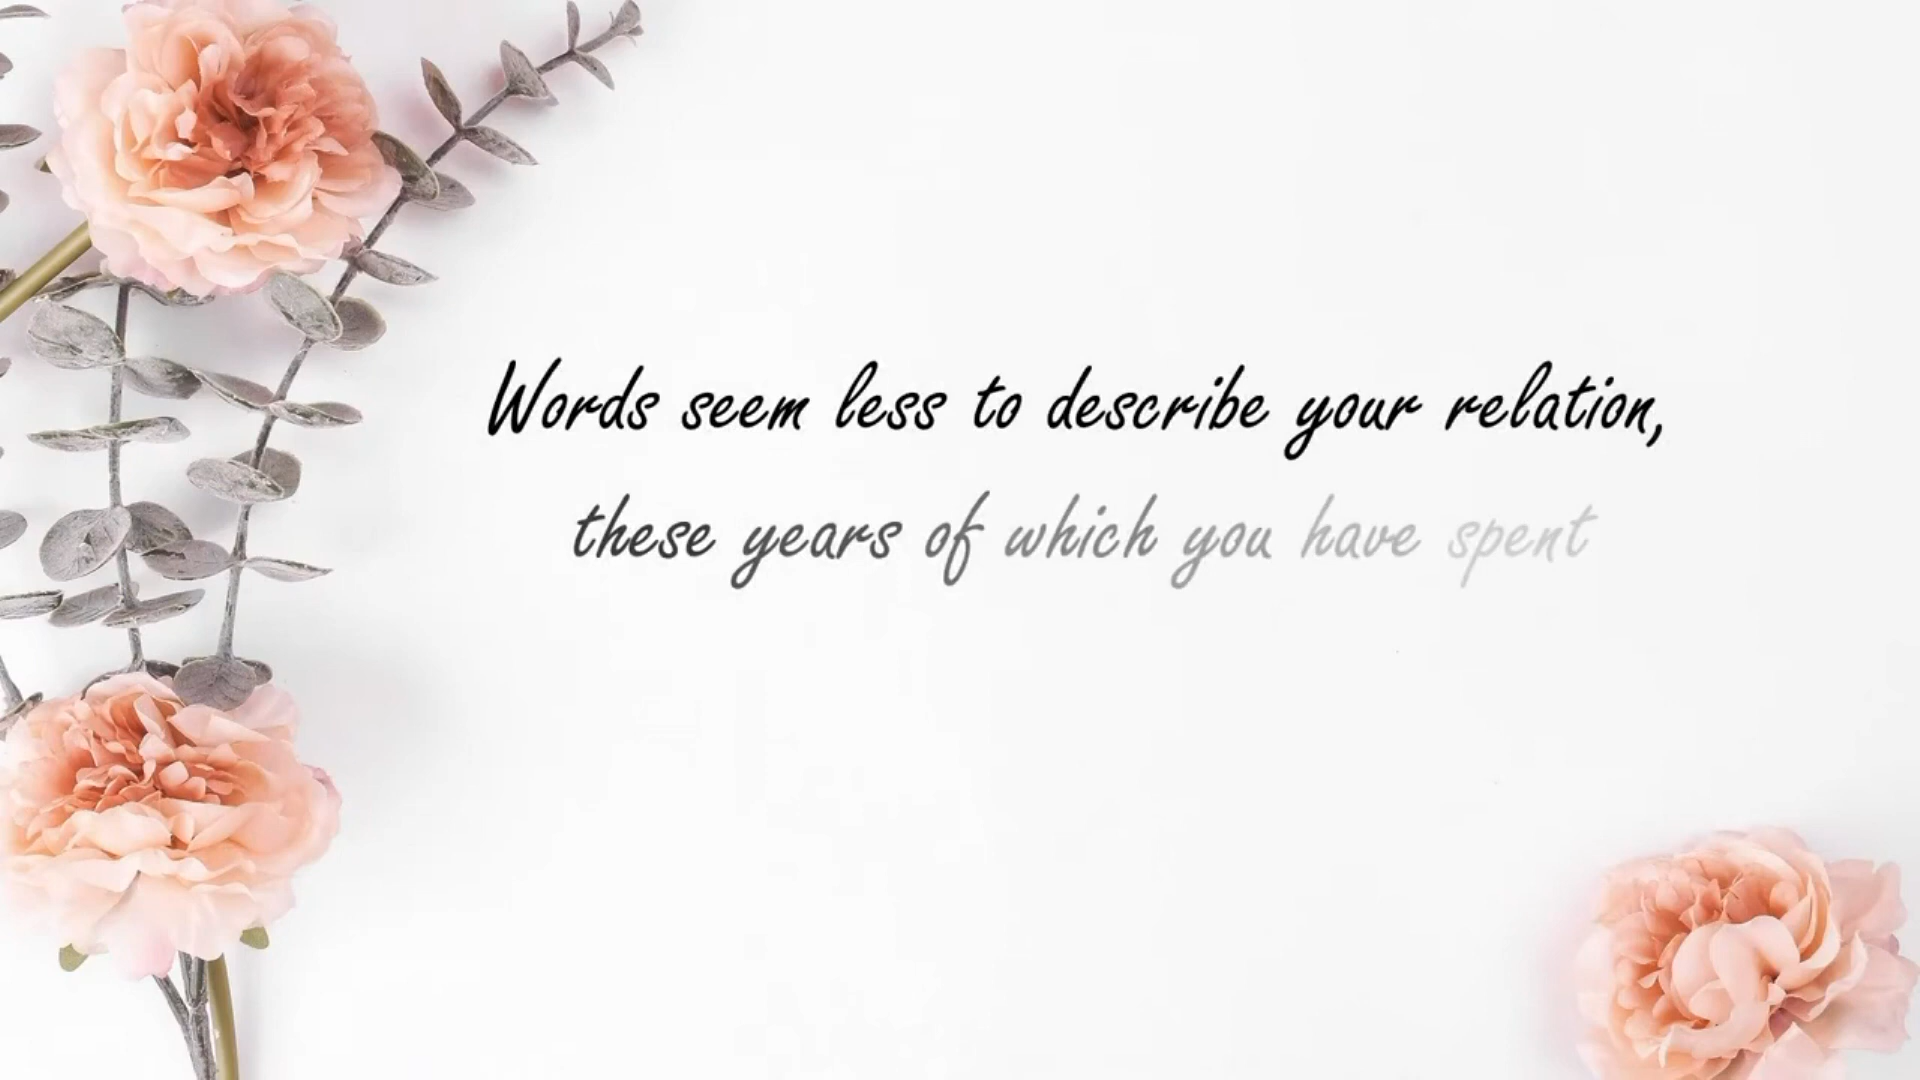 Words seem less to describe your relation,
these years of which you have spent